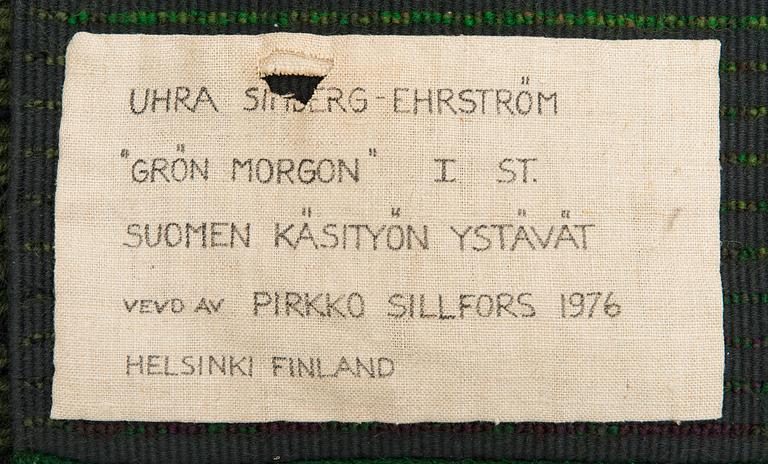 UHRA SIMBERG-EHRSTRÖM
"GRÖN MORGON" I ST.
SUOMEN KÄSITYÖN YSTÄVÄT
VEVD AV PIRKKO SILLFORS 1976
HELSINKI FINLAND